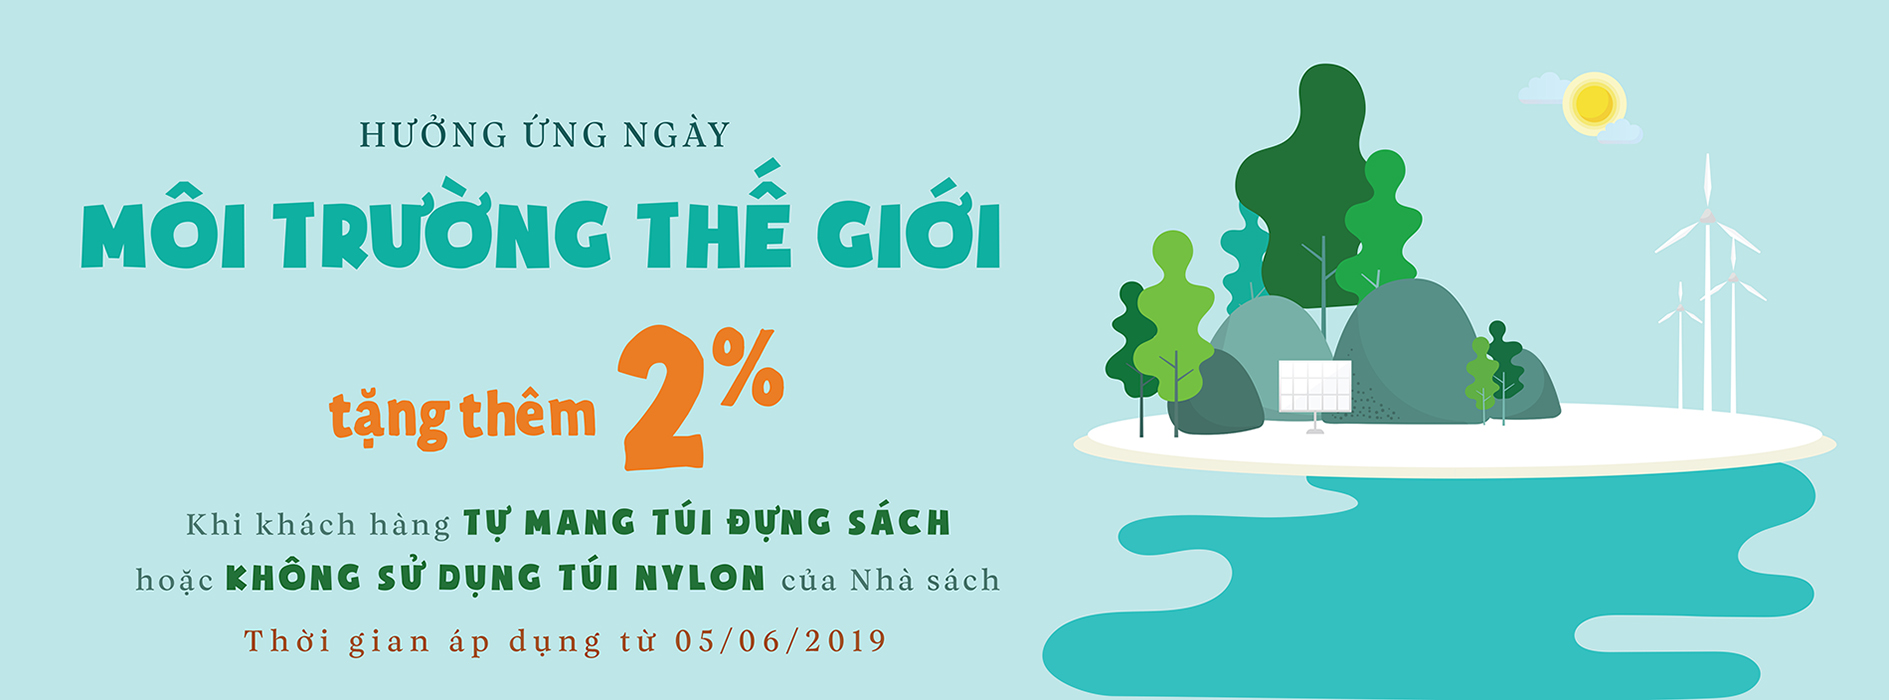 HƯỞNG ỨNG NGÀY
MÔI TRƯỜNG THẾ GIỚI
tặng thêm 2%
Khi khách hàng TỰ MANG TÚI ĐỰNG SÁCH
hoặc KHÔNG SỬ DỤNG TÚI NYLON của Nhà sách
Thời gian áp dụng từ 05/06/2019